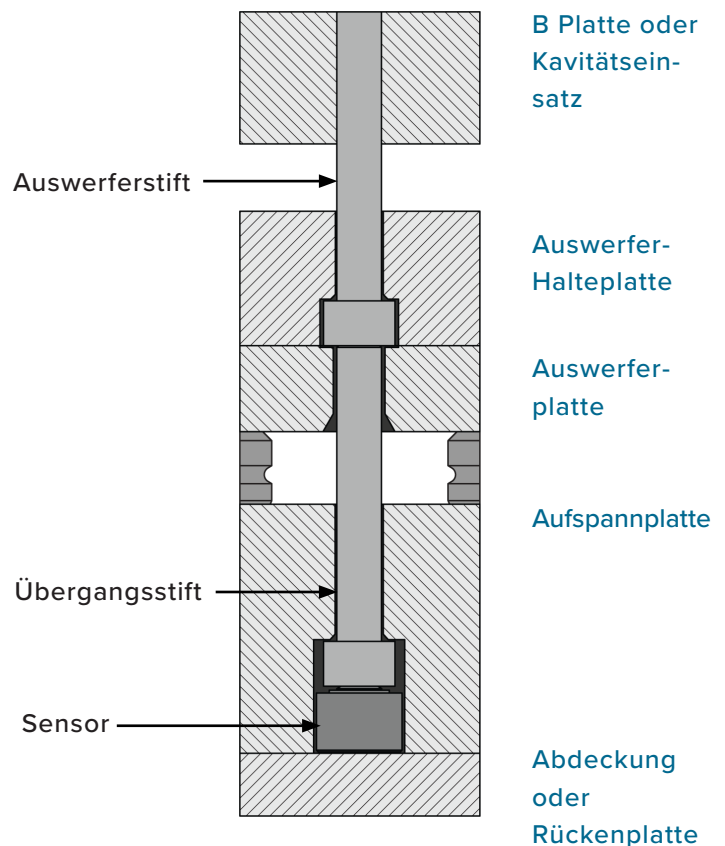 B Platte oder
Kavitätsein-
satz
Auswerferstift
Auswerfer-
Halteplatte
Auswerfer-
platte
Aufspannplatte
Übergangsstift
Sensor
Abdeckung
oder
Rückenplatte